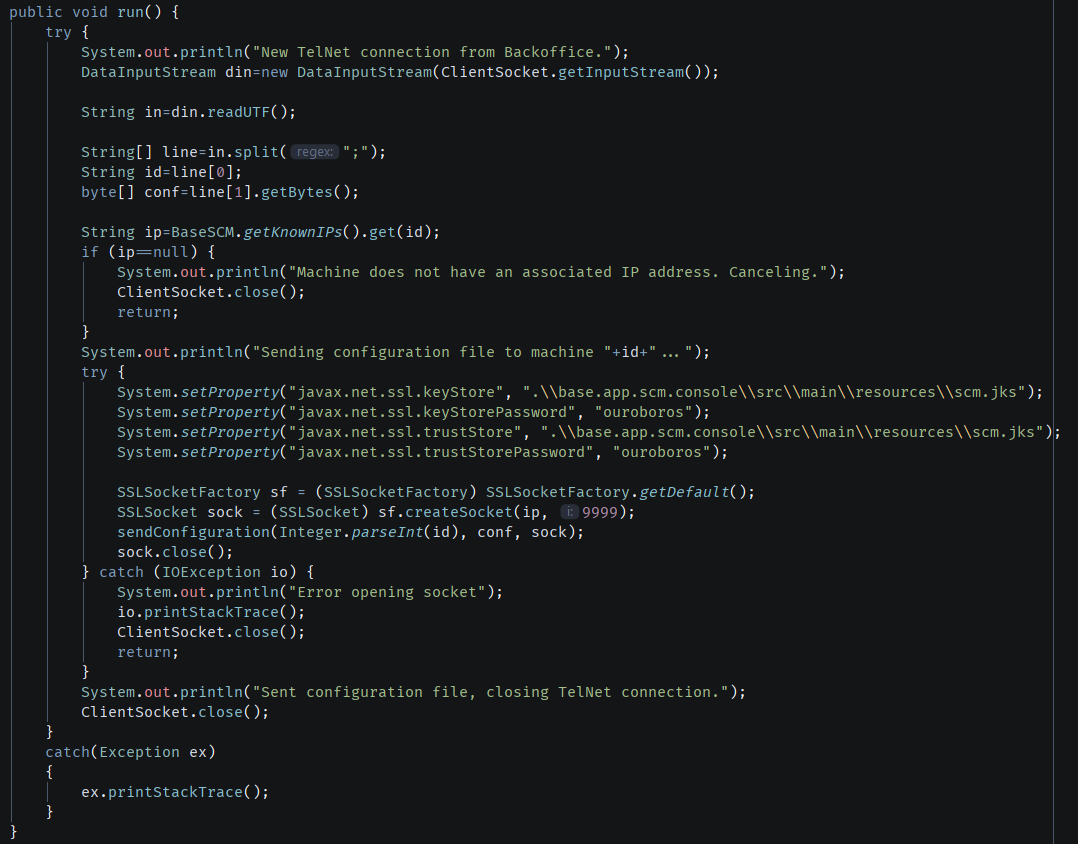 public void run() {
try {
System.out.println("New TelNet connection from Backoffice.");
DataInputStream din=new DataInputStream(ClientSocket.getInputStream());
String in=din.readUTF();
String[] line=in.split( regex: ";");
String id=line[0];
byte[] conf=line[1].getBytes();
String ip=BaseSCM.getKnownIPs().get(id);
if (ip==null) {
System.out.println("Machine does not have an associated IP address. Canceling.");
ClientSocket.close();
return;
}
System.out.println("Sending configuration file to machine "+id+"...");
try {
System.setProperty("javax.net.ssl.keyStore", ".\\base.app.scm.console\\src\\main\\resources\\scm.jks");
System.setProperty("javax.net.ssl.keyStorePassword", "ouroboros");
System.setProperty("javax.net.ssl.trustStore", ".\\base.app.scm.console\\src\\main\\resources\\scm.jks");
System.setProperty("javax.net.ssl.trustStorePassword", "ouroboros");
SSLSocketFactory sf = (SSLSocketFactory) SSLSocketFactory.getDefault();
SSLSocket sock = (SSLSocket) sf.createSocket(ip, i: 9999);
sendConfiguration(Integer.parseInt(id), conf, sock);
sock.close();
} catch (IOException io) {
System.out.println("Error opening socket");
io.printStackTrace();
ClientSocket.close();
return;
}
System.out.println("Sent configuration file, closing TelNet connection.");
ClientSocket.close();
}
catch(Exception ex)
{
ex.printStackTrace();
}
}